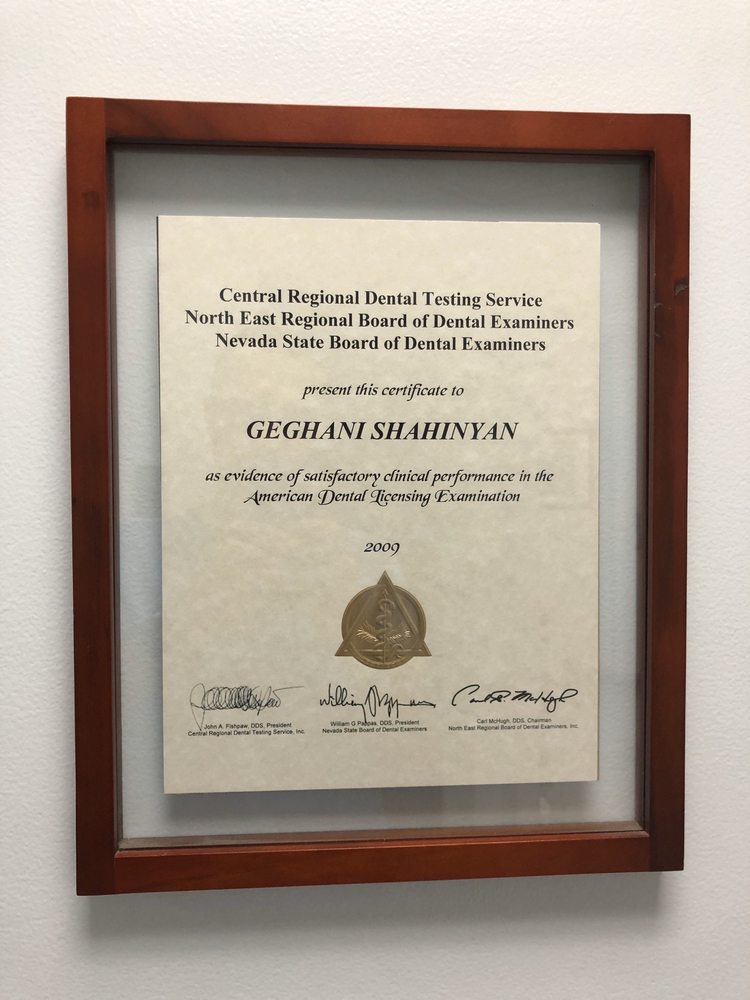 Central Regional Dental Testing Service
North East Regional Board of Dental Examiners
Nevada State Board of Dental Examiners
present this certificate to
GEGHANI SHAHINYAN
as evidence of satisfactory clinical performance in the
American Dental Licensing Examination
2009
John A. Fishpaw, DDS, President
Central Regional Dental Testing Service, Inc.
William G Pappas, DDS, President
Nevada State Board of Dental Examiners
Carl McHugh, DDS, Chairman
North East Regional Board of Dental Examiners, Inc.